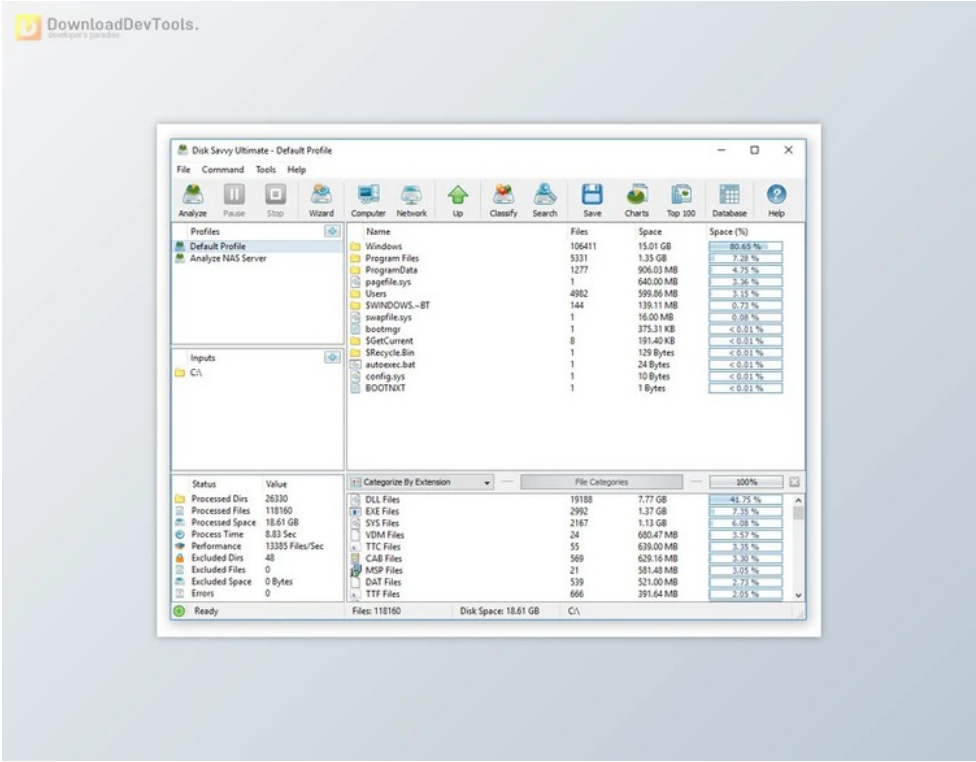 DownloadDevTools.
developer's paradise
Disk Savvy Ultimate - Default Profile
File Command Tools Help
Analyze Pause Stop Wizard Computer Network Up Classify Search Save Charts Top 100 Database Help
Profiles
Default Profile
Analyze NAS Server
Inputs
C:\
Name Files Space Space (%)
Windows 106411 15.01 GB 80.65 %
Program Files 5331 1.35 GB 7.28 %
ProgramData 1277 906.03 MB 4.75 %
pagefile.sys 1 640.00 MB 3.36 %
Users 4982 599.86 MB 3.15 %
$WINDOWS.~BT 144 139.11 MB 0.73 %
swapfile.sys 1 16.00 MB 0.08 %
bootmgr 1 375.31 KB < 0.01 %
$GetCurrent 8 191.40 KB < 0.01 %
$Recycle.Bin 1 129 Bytes < 0.01 %
autoexec.bat 1 24 Bytes < 0.01 %
config.sys 1 10 Bytes < 0.01 %
BOOTNXT 1 1 Bytes < 0.01 %
Status Value
Processed Dirs 26330
Processed Files 118160
Processed Space 18.61 GB
Process Time 8.83 Sec
Performance 13385 Files/Sec
Excluded Dirs 48
Excluded Files 0
Excluded Space 0 Bytes
Errors 0
Categorize By Extension File Categories 100%
DLL Files 19188 7.77 GB 41.75 %
EXE Files 2992 1.37 GB 7.35 %
SYS Files 2167 1.13 GB 6.08 %
VDM Files 24 680.47 MB 3.57 %
TTC Files 55 639.00 MB 3.35 %
CAB Files 569 629.16 MB 3.30 %
MSP Files 21 581.48 MB 3.05 %
DAT Files 539 521.00 MB 2.73 %
TTF Files 666 391.64 MB 2.05 %
Ready Files: 118160 Disk Space: 18.61 GB C:\